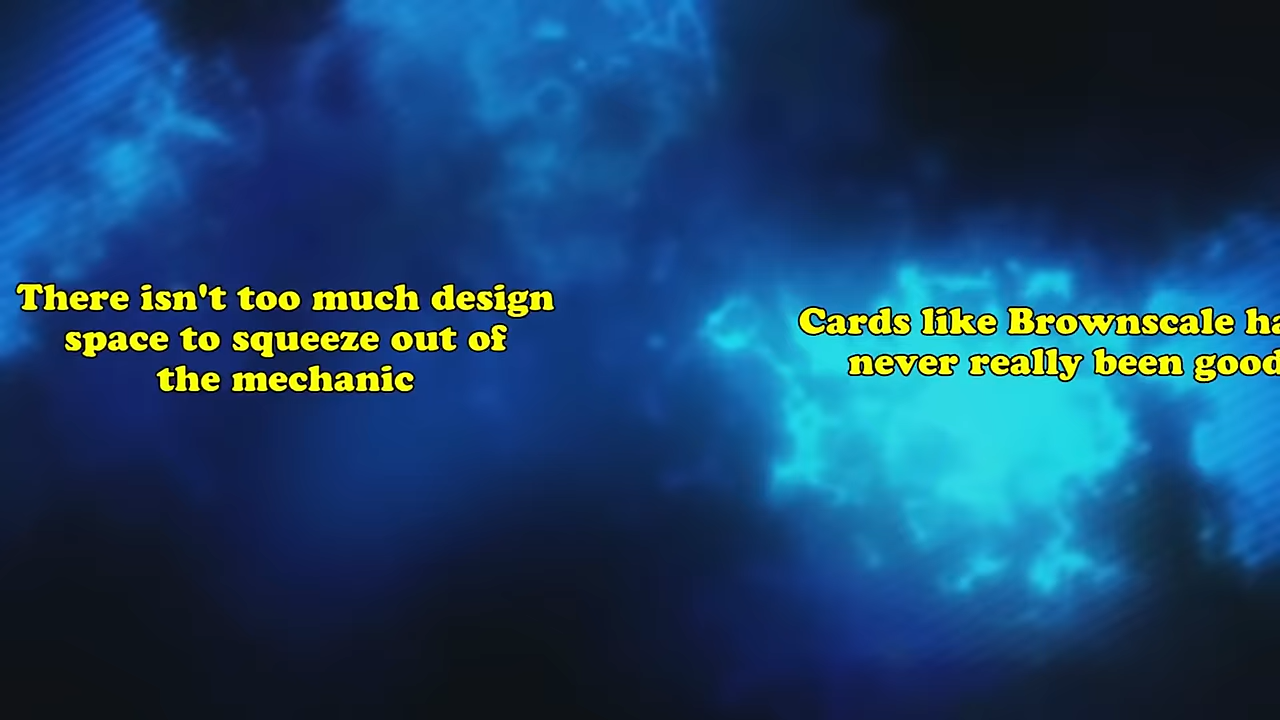 There isn't too much design
space to squeeze out of
the mechanic
Cards like Brownscale ha
never really been good